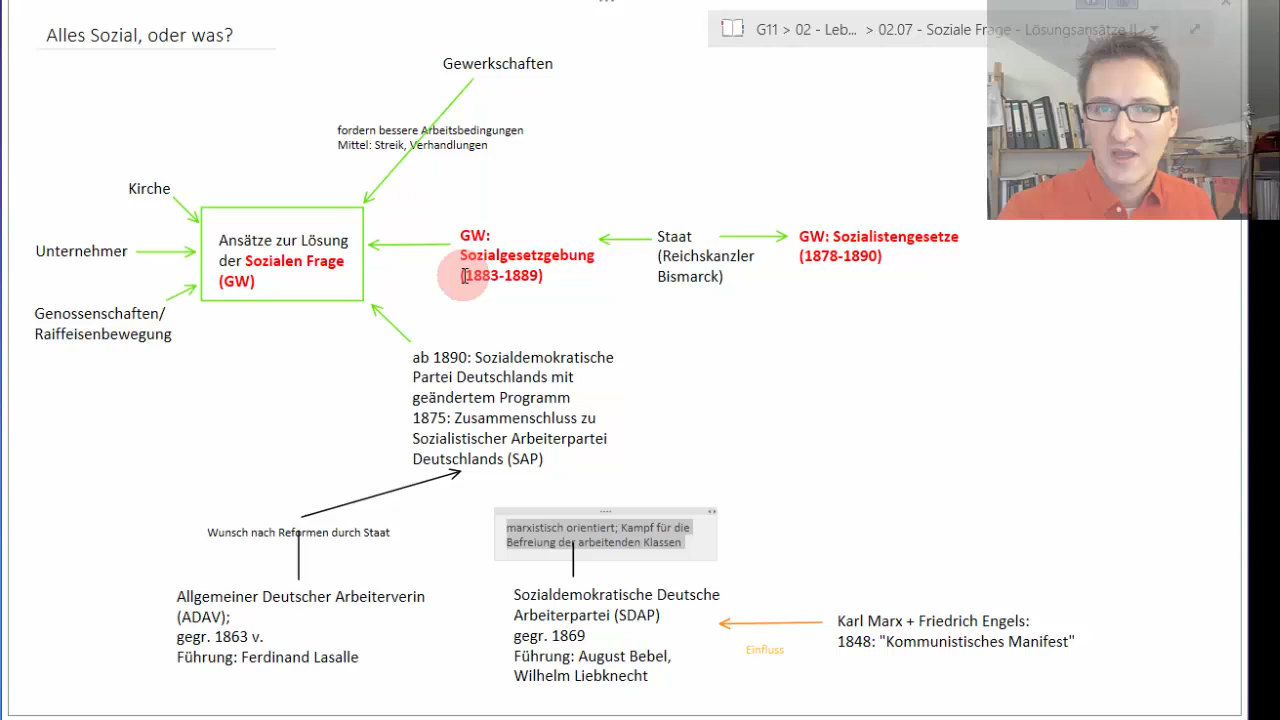 Alles Sozial, oder was?
G11 > 02 - Leb... > 02.07 - Soziale Frage - Lösungsansätze II
Gewerkschaften
fordern bessere Arbeitsbedingungen
Mittel: Streik, Verhandlungen
Kirche
Unternehmer
Genossenschaften/
Raiffeisenbewegung
Ansätze zur Lösung
der Sozialen Frage
(GW)
GW:
Sozialgesetzgebung
(1883-1889)
Staat
(Reichskanzler
Bismarck)
GW: Sozialistengesetze
(1878-1890)
ab 1890: Sozialdemokratische
Partei Deutschlands mit
geändertem Programm
1875: Zusammenschluss zu
Sozialistischer Arbeiterpartei
Deutschlands (SAP)
Wunsch nach Reformen durch Staat
marxistisch orientiert; Kampf für die
Befreiung der arbeitenden Klassen
Allgemeiner Deutscher Arbeiterverin
(ADAV);
gegr. 1863 v.
Führung: Ferdinand Lasalle
Sozialdemokratische Deutsche
Arbeiterpartei (SDAP)
gegr. 1869
Führung: August Bebel,
Wilhelm Liebknecht
Einfluss
Karl Marx + Friedrich Engels:
1848: "Kommunistisches Manifest"